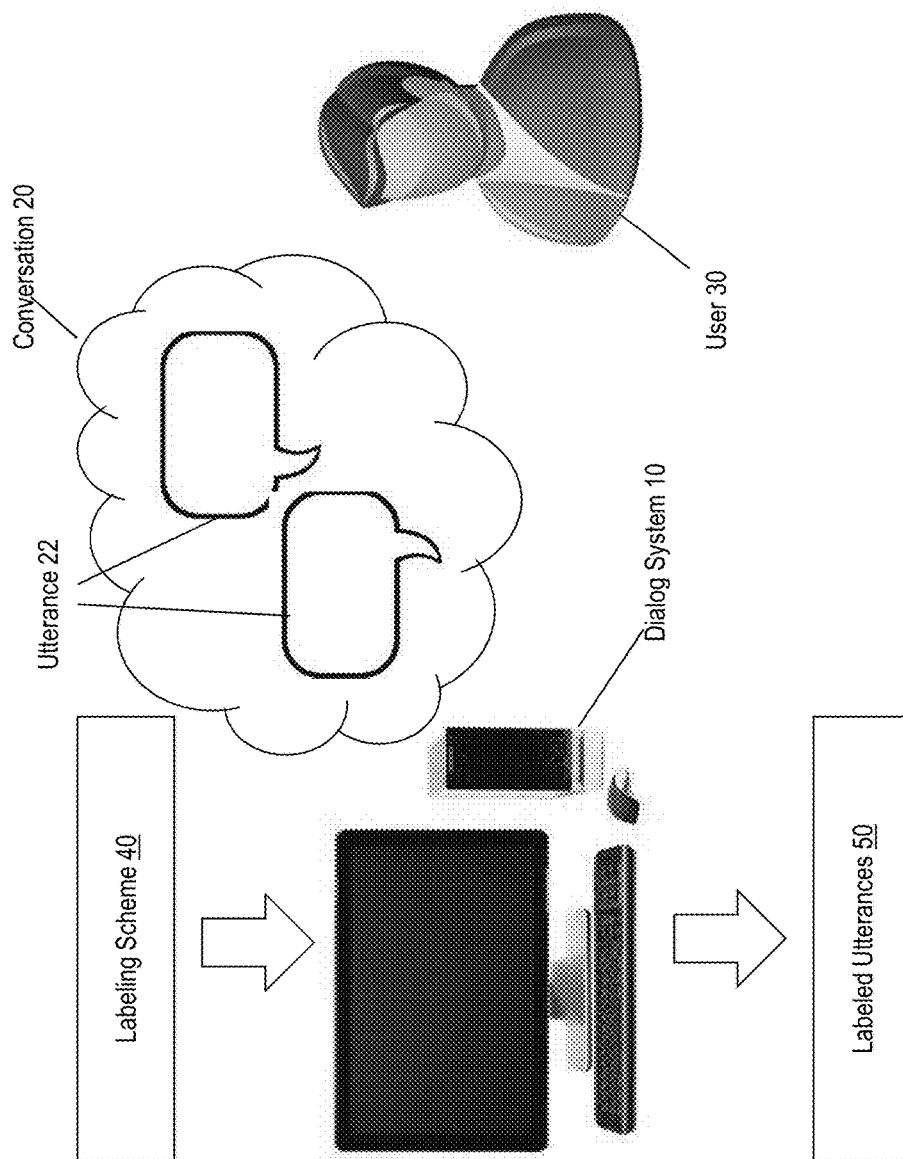 Labeling Scheme 40
Utterance 22
Conversation 20
Dialog System 10
User 30
Labeled Utterances 50